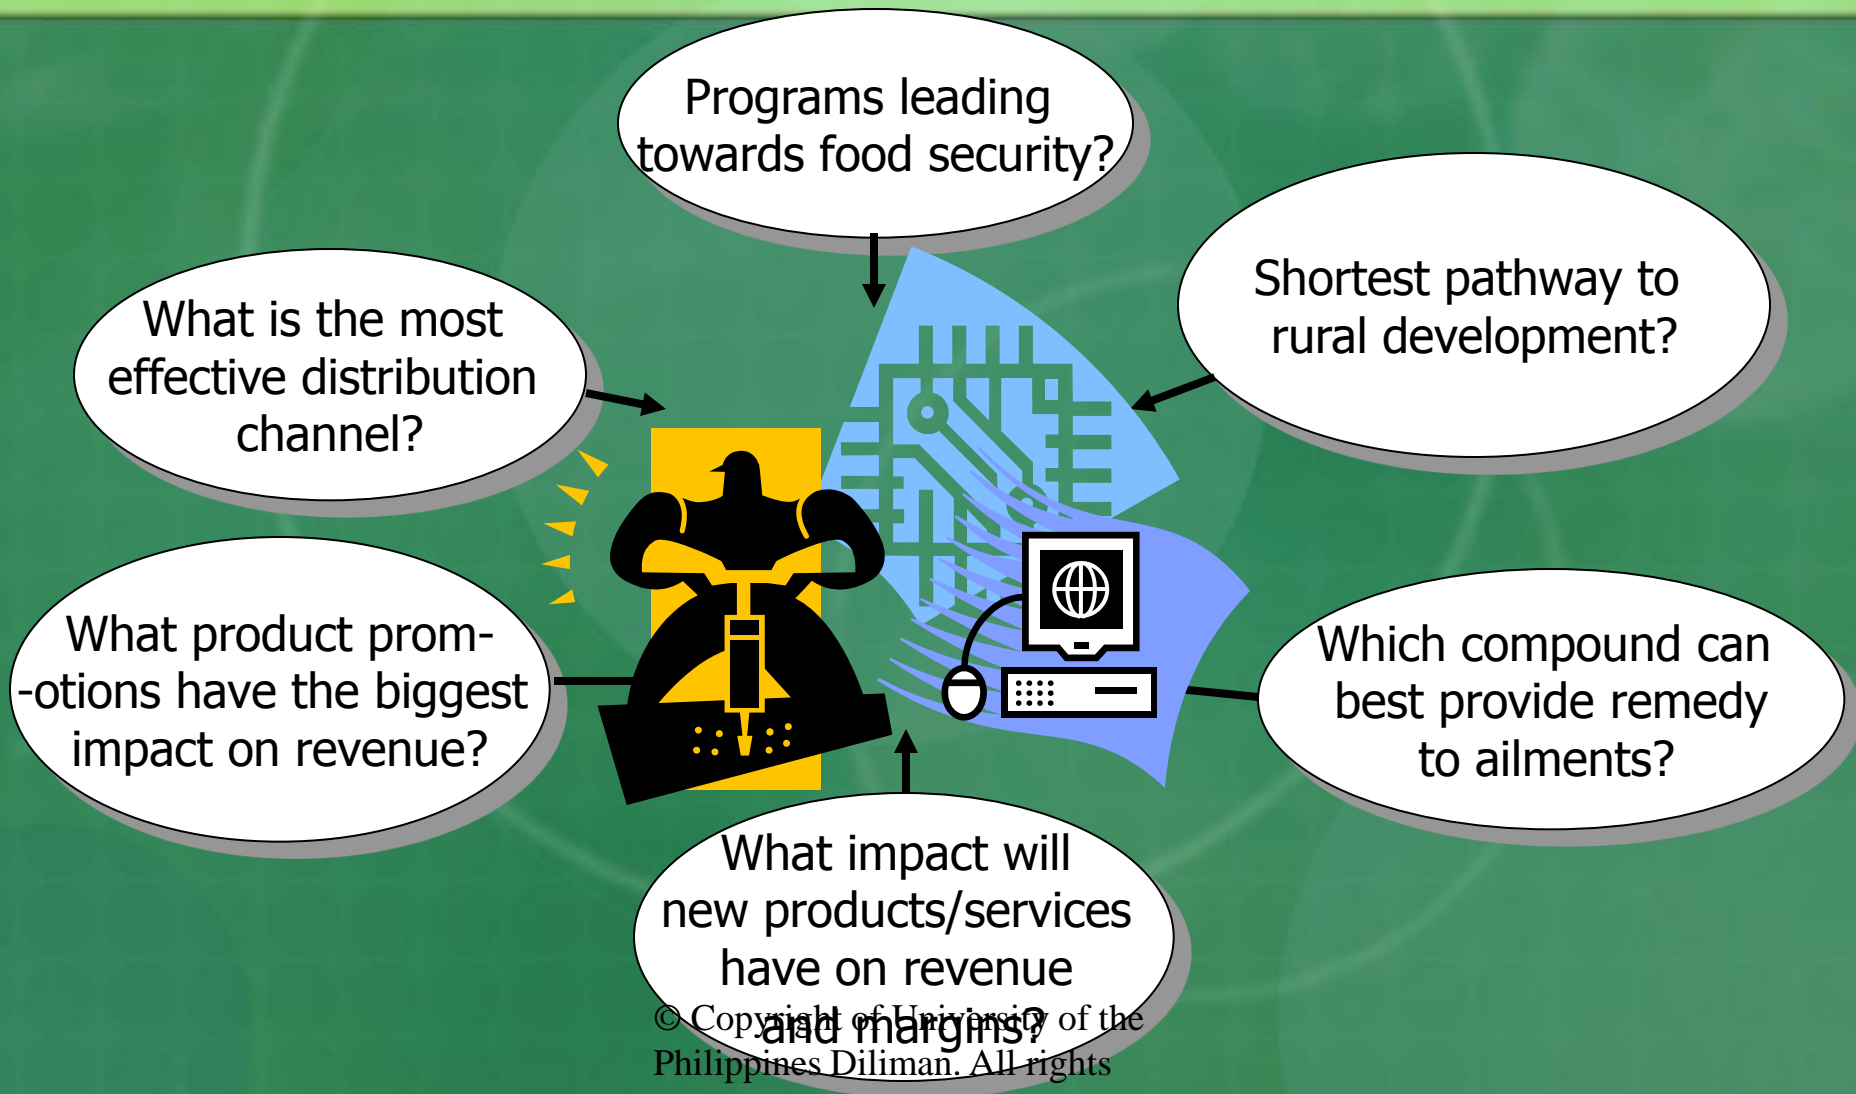 Programs leading
towards food security?
Shortest pathway to
rural development?
What is the most
effective distribution
channel?
What product prom-
-otions have the biggest
impact on revenue?
Which compound can
best provide remedy
to ailments?
What impact will
new products/services
have on revenue
and margins?
© Copyright of University of the
Philippines Diliman. All rights